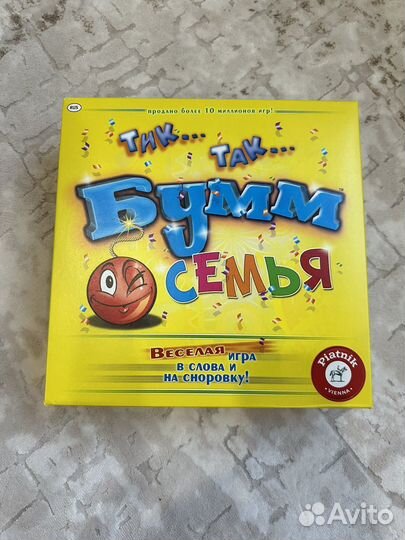 RUS
продано более 10 миллионов игр!
Тик...
Так...
Бумм
СЕМЬЯ
Веселая игра
в слова и
на сноровку!
Piatnik
VIENNA
Avito